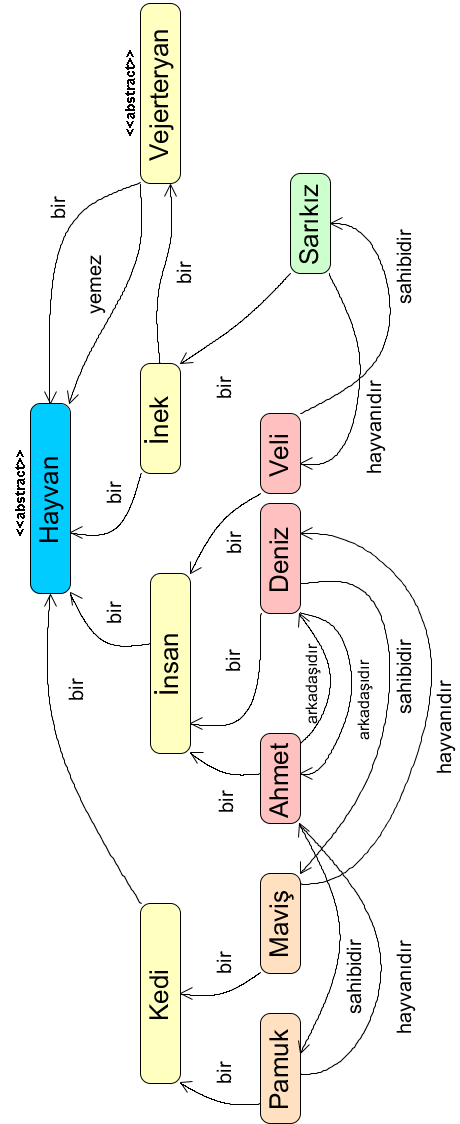 <<abstract>>
Hayvan
<<abstract>>
Vejerteryan
bir
bir
bir
bir
yemez
bir
Kedi
İnsan
İnek
bir
bir
bir
bir
bir
bir
Pamuk
Maviş
Ahmet
Deniz
Veli
Sarıkız
arkadaşıdır
arkadaşıdır
sahibidir
hayvanıdır
sahibidir
hayvanıdır
hayvanıdır
sahibidir